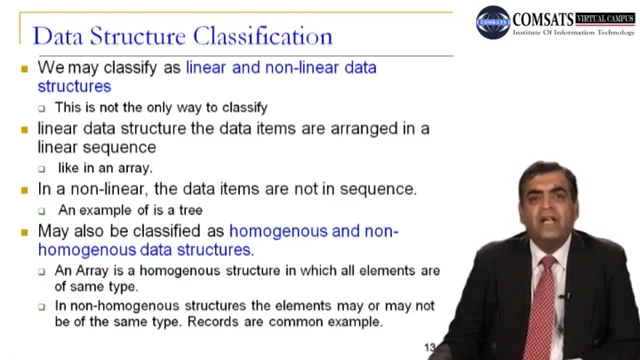 COMSATS VIRTUAL CAMPUS
COMSATS
Institute Of Information Technology
Data Structure Classification
We may classify as linear and non-linear data
structures
This is not the only way to classify
linear data structure the data items are arranged in a
linear sequence
like in an array.
In a non-linear, the data items are not in sequence.
An example of is a tree
May also be classified as homogenous and non-
homogenous data structures.
An Array is a homogenous structure in which all elements are
of same type.
In non-homogenous structures the elements may or may not
be of the same type. Records are common example.
13